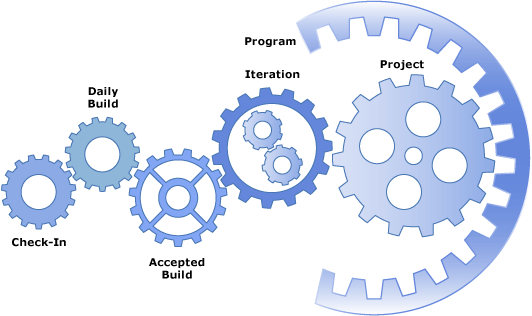 Program
Iteration
Project
Daily
Build
Check-In
Accepted
Build